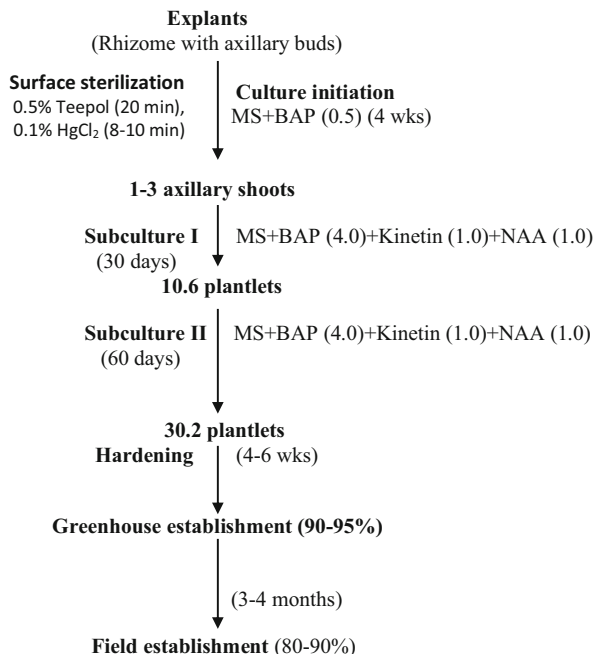 Explants
(Rhizome with axillary buds)
Surface sterilization
0.5% Teepol (20 min),
0.1% HgCl₂ (8-10 min)
Culture initiation
MS+BAP (0.5) (4 wks)
1-3 axillary shoots
Subculture I
(30 days)
MS+BAP (4.0)+Kinetin (1.0)+NAA (1.0)
10.6 plantlets
Subculture II
(60 days)
MS+BAP (4.0)+Kinetin (1.0)+NAA (1.0)
30.2 plantlets
Hardening (4-6 wks)
Greenhouse establishment (90-95%)
(3-4 months)
Field establishment (80-90%)